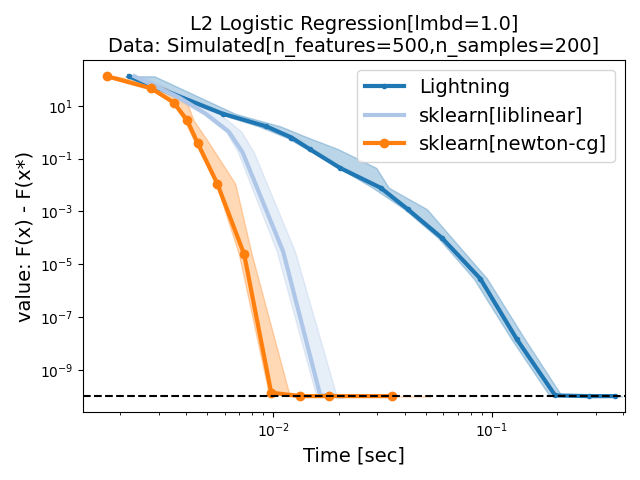 L2 Logistic Regression[lmbd=1.0]
Data: Simulated[n_features=500,n_samples=200]
Lightning
sklearn[liblinear]
sklearn[newton-cg]
value: F(x) - F(x*)
10^1
10^-1
10^-3
10^-5
10^-7
10^-9
10^-2
10^-1
Time [sec]